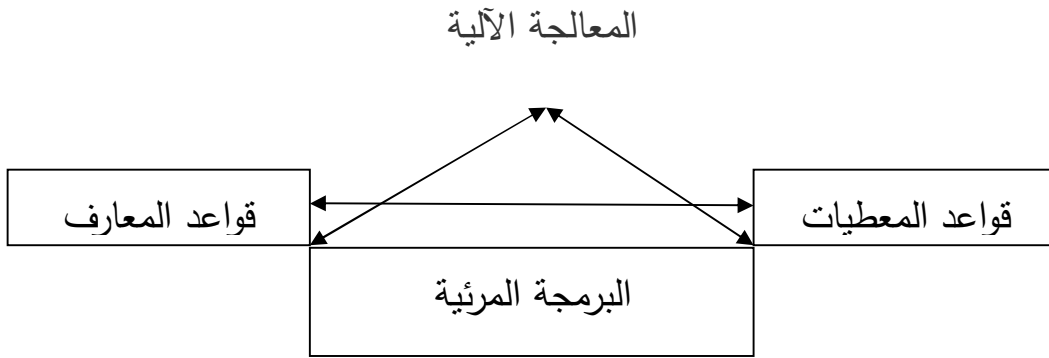 المعالجة الآلية
قواعد المعطيات
قواعد المعارف
البرمجة المرئية